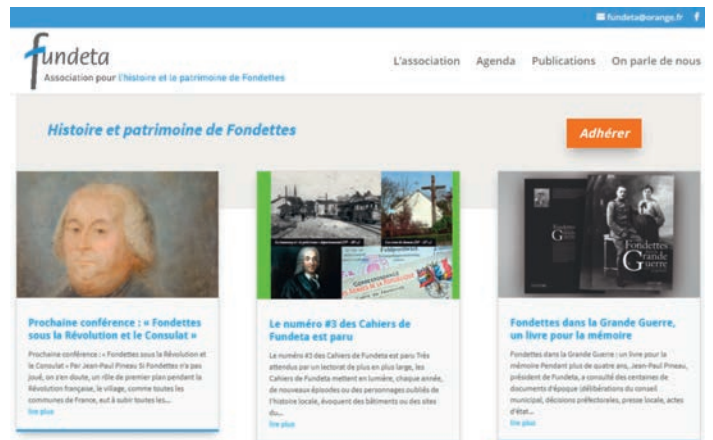 fundeta@orange.fr
fundeta
Association pour l'histoire et le patrimoine de Fondettes
L'association Agenda Publications On parle de nous
Histoire et patrimoine de Fondettes
Adhérer
Prochaine conférence : « Fondettes
sous la Révolution et le Consulat »
Prochaine conférence : « Fondettes sous la Révolution et
le Consulat » Par Jean-Paul Pineau Si Fondettes n'a pas
joué, on s'en doute, un rôle de premier plan pendant la
Révolution française, le village, comme toutes les
communes de France, eut à subir toutes les...
lire plus
Le numéro #3 des Cahiers de
Fundeta est paru
Le numéro #3 des Cahiers de Fundeta est paru Très
attendus par un lectorat de plus en plus large, les
Cahiers de Fundeta mettent en lumière, chaque année,
de nouveaux épisodes ou des personnages oubliés de
l'histoire locale, évoquent des bâtiments ou des sites
du...
lire plus
Fondettes
Grande
Guerre
Fondettes dans la Grande Guerre,
un livre pour la mémoire
Fondettes dans la Grande Guerre : un livre pour la
mémoire Pendant plus de quatre ans, Jean-Paul Pineau,
président de Fundeta, a consulté des centaines de
documents d'époque (délibérations du conseil
municipal, décisions préfectorales, presse locale, actes
d'état...
lire plus